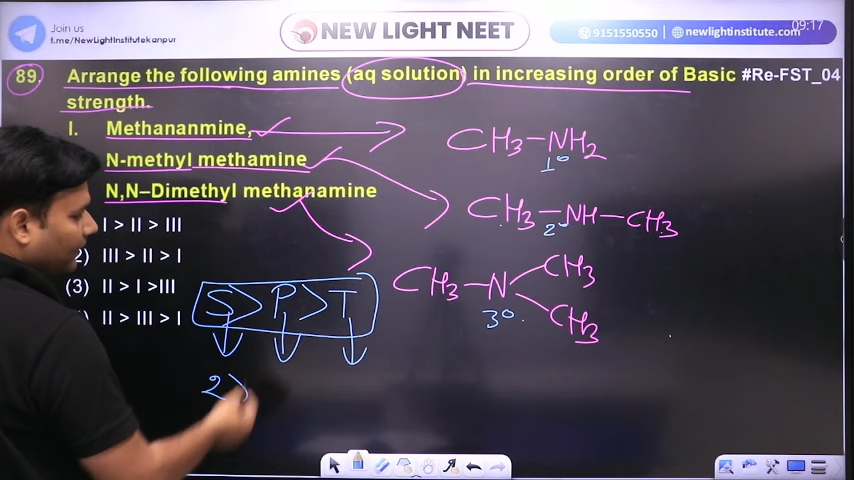 Join us
t.me/NewLightInstitutekanpur
NEW LIGHT NEET
9151550550 | newlightinstitute.com
09:17
89. Arrange the following amines (aq solution) in increasing order of Basic #Re-FST_04
strength.
I. Methananmine,
N-methyl methamine
N,N–Dimethyl methanamine
I > II > III
2) III > II > I
(3) II > I >III
) II > III > I
CH3–NH2
1°
CH3–NH–CH3
2°
CH3–N
CH3
CH3
3°
S > P > T
2 >